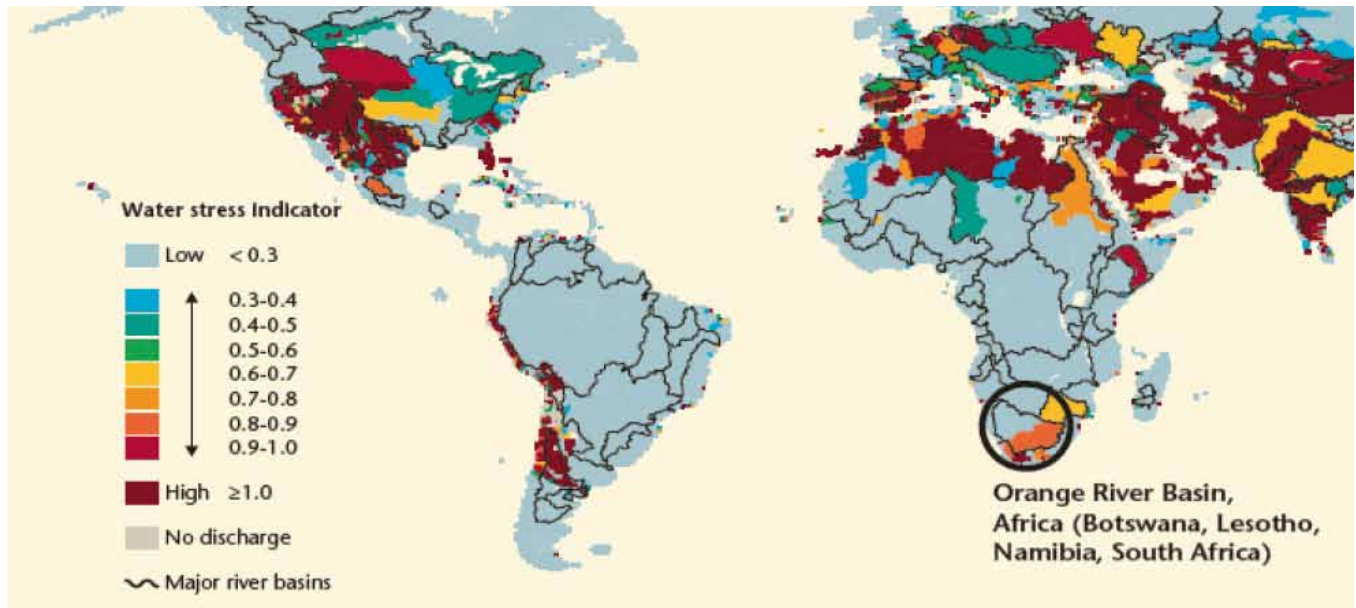 Water stress indicator
Low < 0.3
0.3-0.4
0.4-0.5
0.5-0.6
0.6-0.7
0.7-0.8
0.8-0.9
0.9-1.0
High ≥1.0
No discharge
Major river basins
Orange River Basin,
Africa (Botswana, Lesotho,
Namibia, South Africa)